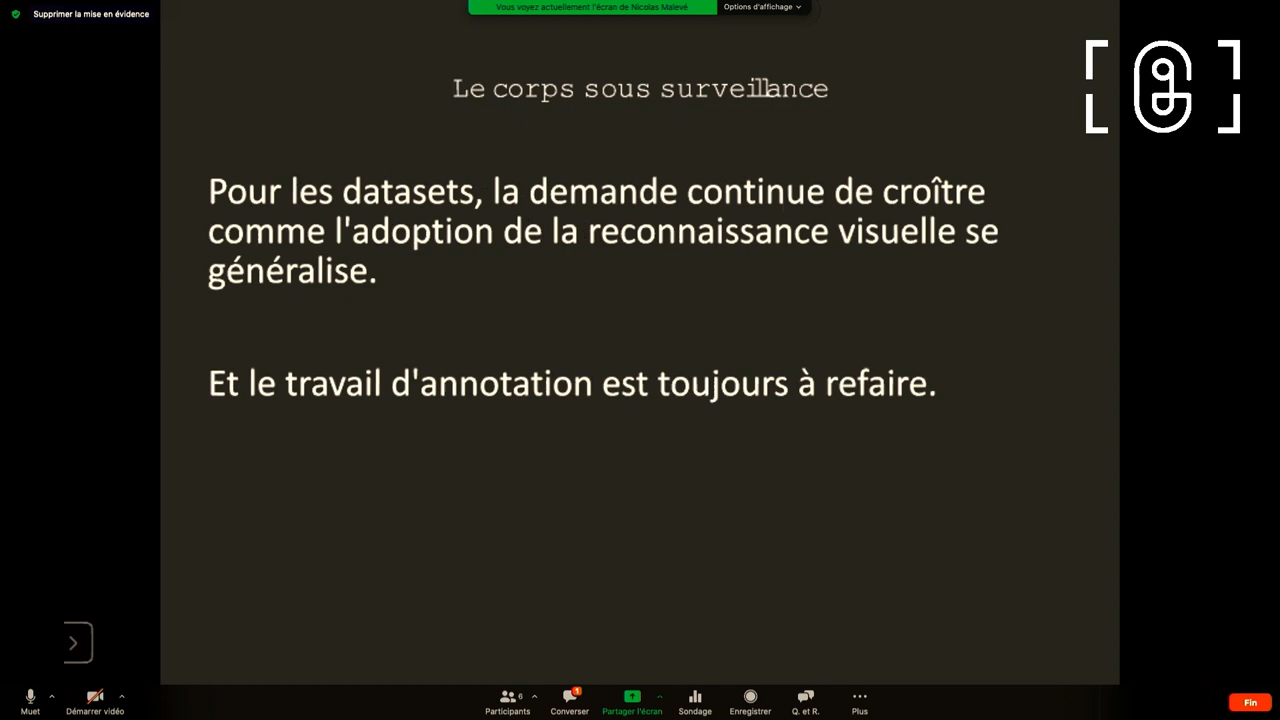 Supprimer la mise en évidence
Vous voyez actuellement l'écran de Nicolas Malevé
Options d'affichage
Le corps sous surveillance
Pour les datasets, la demande continue de croître
comme l'adoption de la reconnaissance visuelle se
généralise.
Et le travail d'annotation est toujours à refaire.
Muet
Démarrer vidéo
6
Participants
1
Converser
Partager l'écran
Sondage
Enregistrer
Q. et R.
Plus
Fin